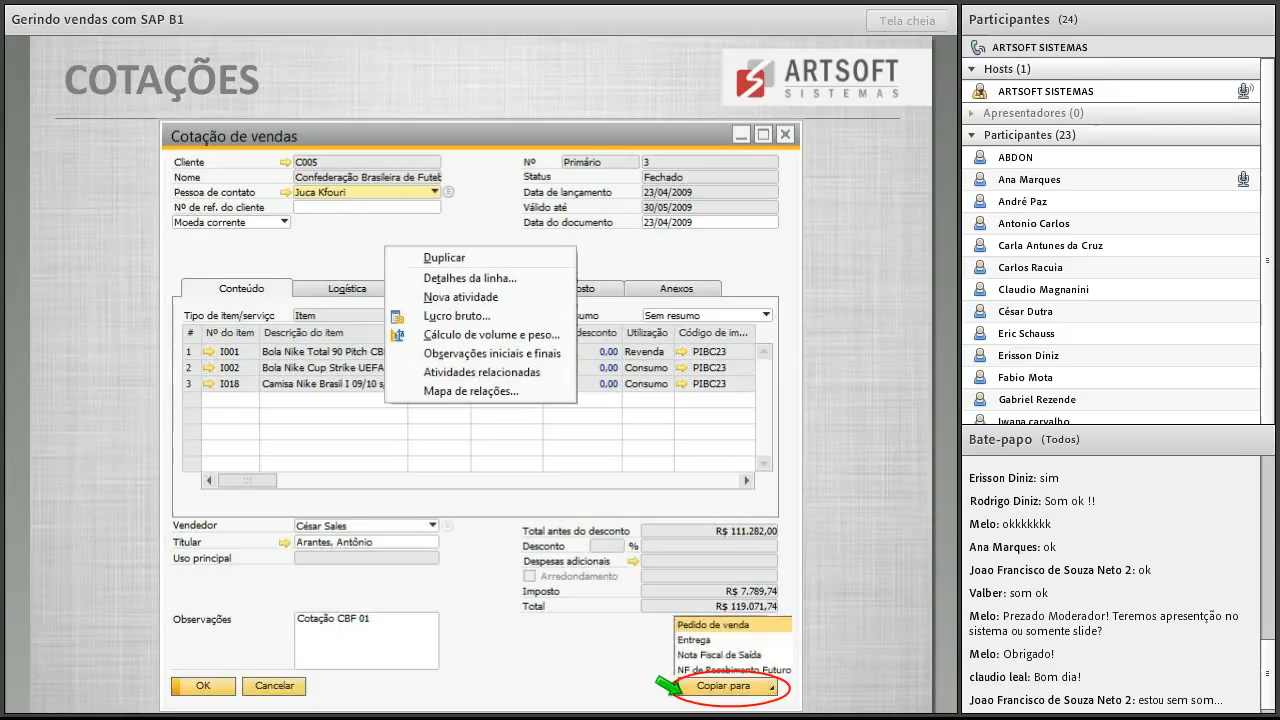 Gerindo vendas com SAP B1
Tela cheia
COTAÇÕES
ARTSOFT
SISTEMAS
Cotação de vendas
Cliente C005
Nome Confederação Brasileira de Futeb
Pessoa de contato Juca Kfouri
Nº de ref. do cliente
Moeda corrente
Nº Primário 3
Status Fechado
Data de lançamento 23/04/2009
Válido até 30/05/2009
Data do documento 23/04/2009
Duplicar
Detalhes da linha...
Nova atividade
Lucro bruto...
Cálculo de volume e peso...
Observações iniciais e finais
Atividades relacionadas
Mapa de relações...
Conteúdo Logística Anexos
Tipo de item/serviço Item Sem resumo
# Nº do item Descrição do item desconto Utilização Código de im...
1 I001 Bola Nike Total 90 Pitch CB 0,00 Revenda PIBC23
2 I002 Bola Nike Cup Strike UEFA 0,00 Consumo PIBC23
3 I018 Camisa Nike Brasil I 09/10 0,00 Consumo PIBC23
Vendedor César Sales
Titular Arantes, Antônio
Uso principal
Total antes do desconto R$ 111.282,00
Desconto %
Despesas adicionais
Arredondamento
Imposto R$ 7.789,74
Total R$ 119.071,74
Observações Cotação CBF 01
Pedido de venda
Entrega
Nota Fiscal de Saída
NF de Recebimento Futuro
OK Cancelar Copiar para
Participantes (24)
ARTSOFT SISTEMAS
Hosts (1)
ARTSOFT SISTEMAS
Apresentadores (0)
Participantes (23)
ABDON
Ana Marques
André Paz
Antonio Carlos
Carla Antunes da Cruz
Carlos Racuia
Claudio Magnanini
César Dutra
Eric Schauss
Erisson Diniz
Fabio Mota
Gabriel Rezende
Iwana carvalho
Bate-papo (Todos)
Erisson Diniz: sim
Rodrigo Diniz: Som ok !!
Melo: okkkkkkk
Ana Marques: ok
Joao Francisco de Souza Neto 2: ok
Valber: som ok
Melo: Prezado Moderador! Teremos apresentção no
sistema ou somente slide?
Melo: Obrigado!
claudio leal: Bom dia!
Joao Francisco de Souza Neto 2: estou sem som...